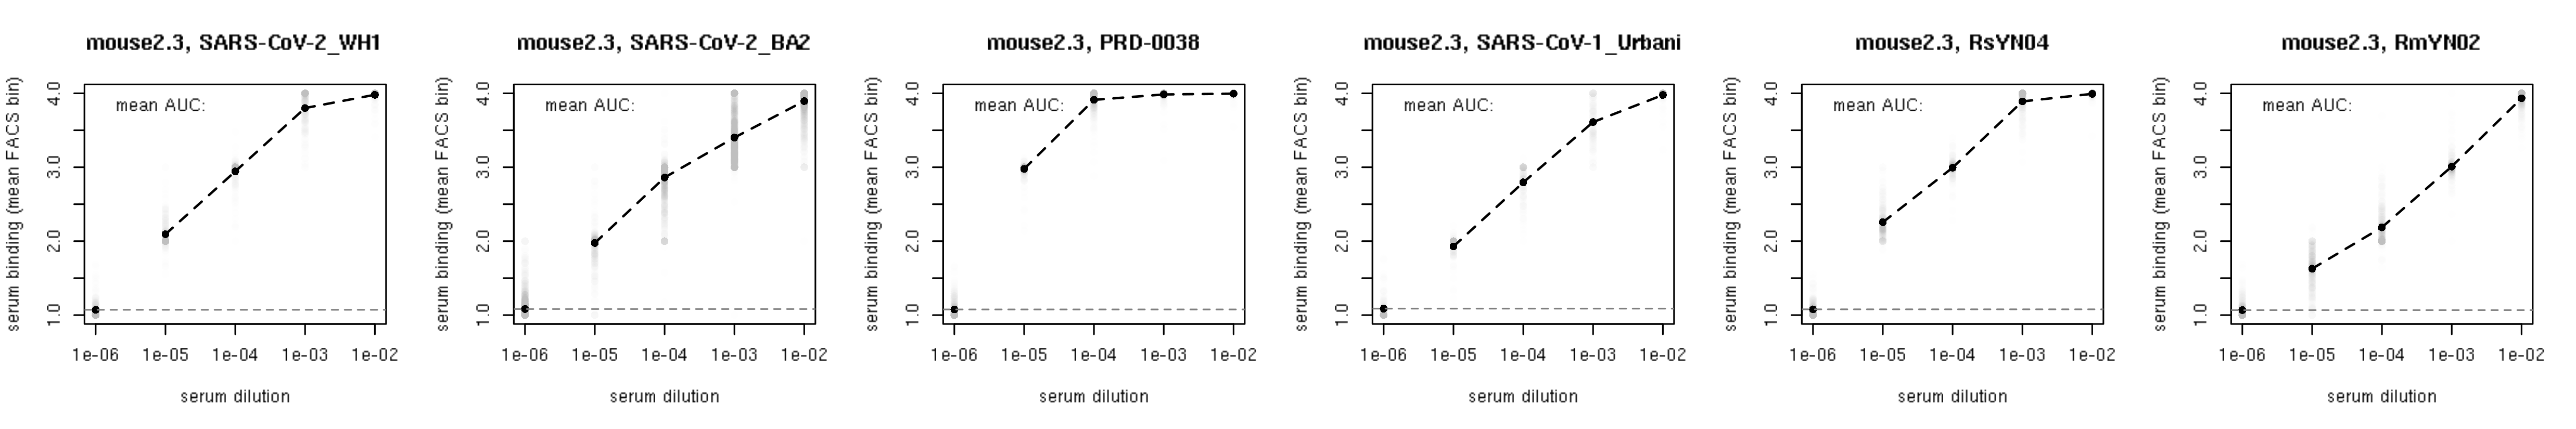 mouse2.3, SARS-CoV-2_WH1
mean AUC:
serum binding (mean FACS bin)
4.0
3.0
2.0
1.0
1e-06 1e-05 1e-04 1e-03 1e-02
serum dilution
mouse2.3, SARS-CoV-2_BA2
mean AUC:
serum binding (mean FACS bin)
4.0
3.0
2.0
1.0
1e-06 1e-05 1e-04 1e-03 1e-02
serum dilution
mouse2.3, PRD-0038
mean AUC:
serum binding (mean FACS bin)
4.0
3.0
2.0
1.0
1e-06 1e-05 1e-04 1e-03 1e-02
serum dilution
mouse2.3, SARS-CoV-1_Urbani
mean AUC:
serum binding (mean FACS bin)
4.0
3.0
2.0
1.0
1e-06 1e-05 1e-04 1e-03 1e-02
serum dilution
mouse2.3, RsYN04
mean AUC:
serum binding (mean FACS bin)
4.0
3.0
2.0
1.0
1e-06 1e-05 1e-04 1e-03 1e-02
serum dilution
mouse2.3, RmYN02
mean AUC:
serum binding (mean FACS bin)
4.0
3.0
2.0
1.0
1e-06 1e-05 1e-04 1e-03 1e-02
serum dilution